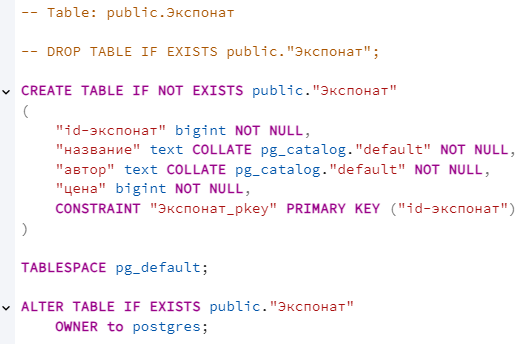 -- Table: public.Экспонат
-- DROP TABLE IF EXISTS public."Экспонат";
CREATE TABLE IF NOT EXISTS public."Экспонат"
(
"id-экспонат" bigint NOT NULL,
"название" text COLLATE pg_catalog."default" NOT NULL,
"автор" text COLLATE pg_catalog."default" NOT NULL,
"цена" bigint NOT NULL,
CONSTRAINT "Экспонат_pkey" PRIMARY KEY ("id-экспонат")
)
TABLESPACE pg_default;
ALTER TABLE IF EXISTS public."Экспонат"
OWNER to postgres;